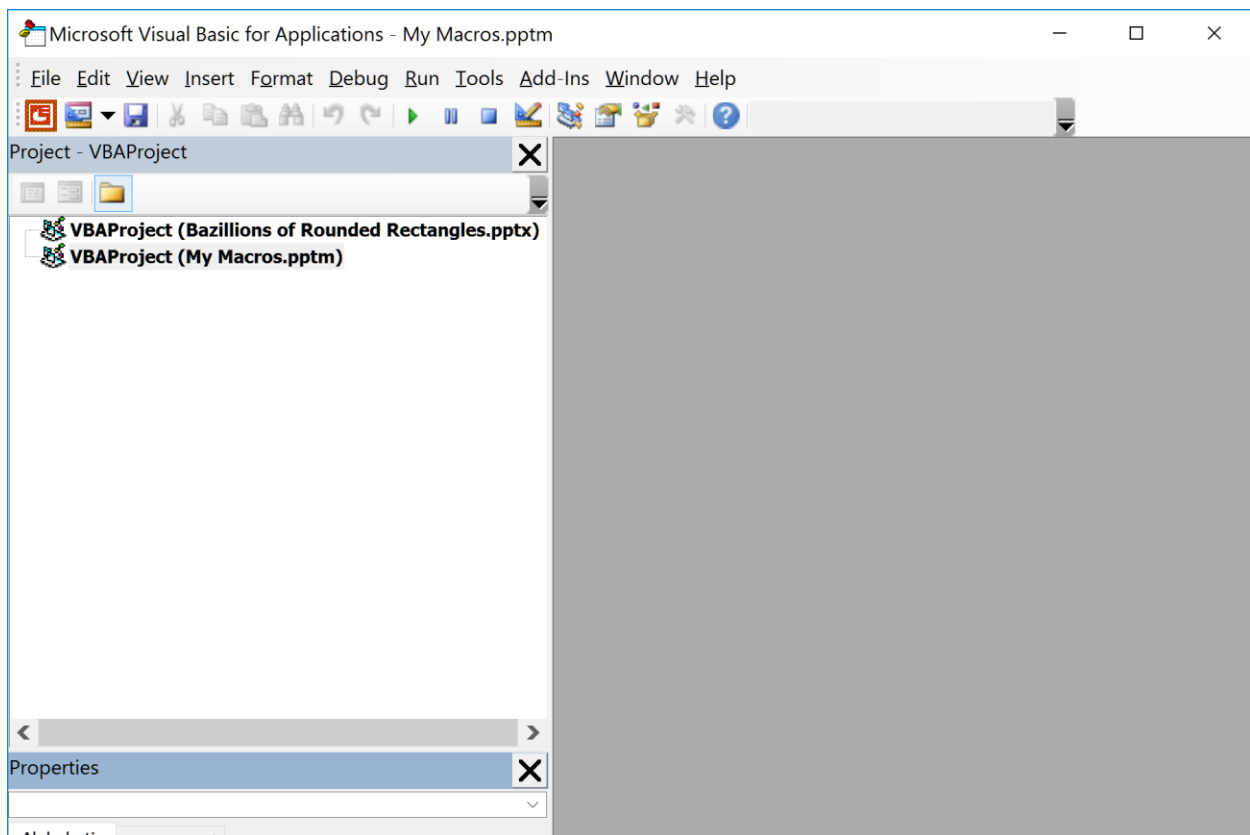 Microsoft Visual Basic for Applications - My Macros.pptm
File Edit View Insert Format Debug Run Tools Add-Ins Window Help
Project - VBAProject
VBAProject (Bazillions of Rounded Rectangles.pptx)
VBAProject (My Macros.pptm)
Properties